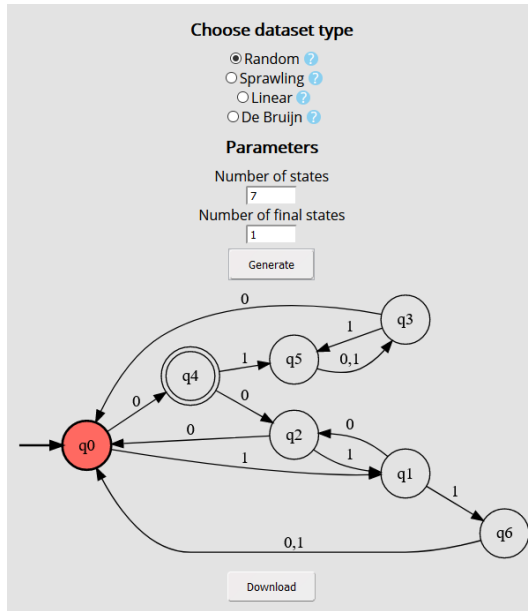 Choose dataset type
Random ?
Sprawling ?
Linear ?
De Bruijn ?
Parameters
Number of states
7
Number of final states
1
Generate
0
q3
1
q5
0,1
1
q4
0
0
q2
0
0
q0
1
1
q1
1
q6
0,1
Download